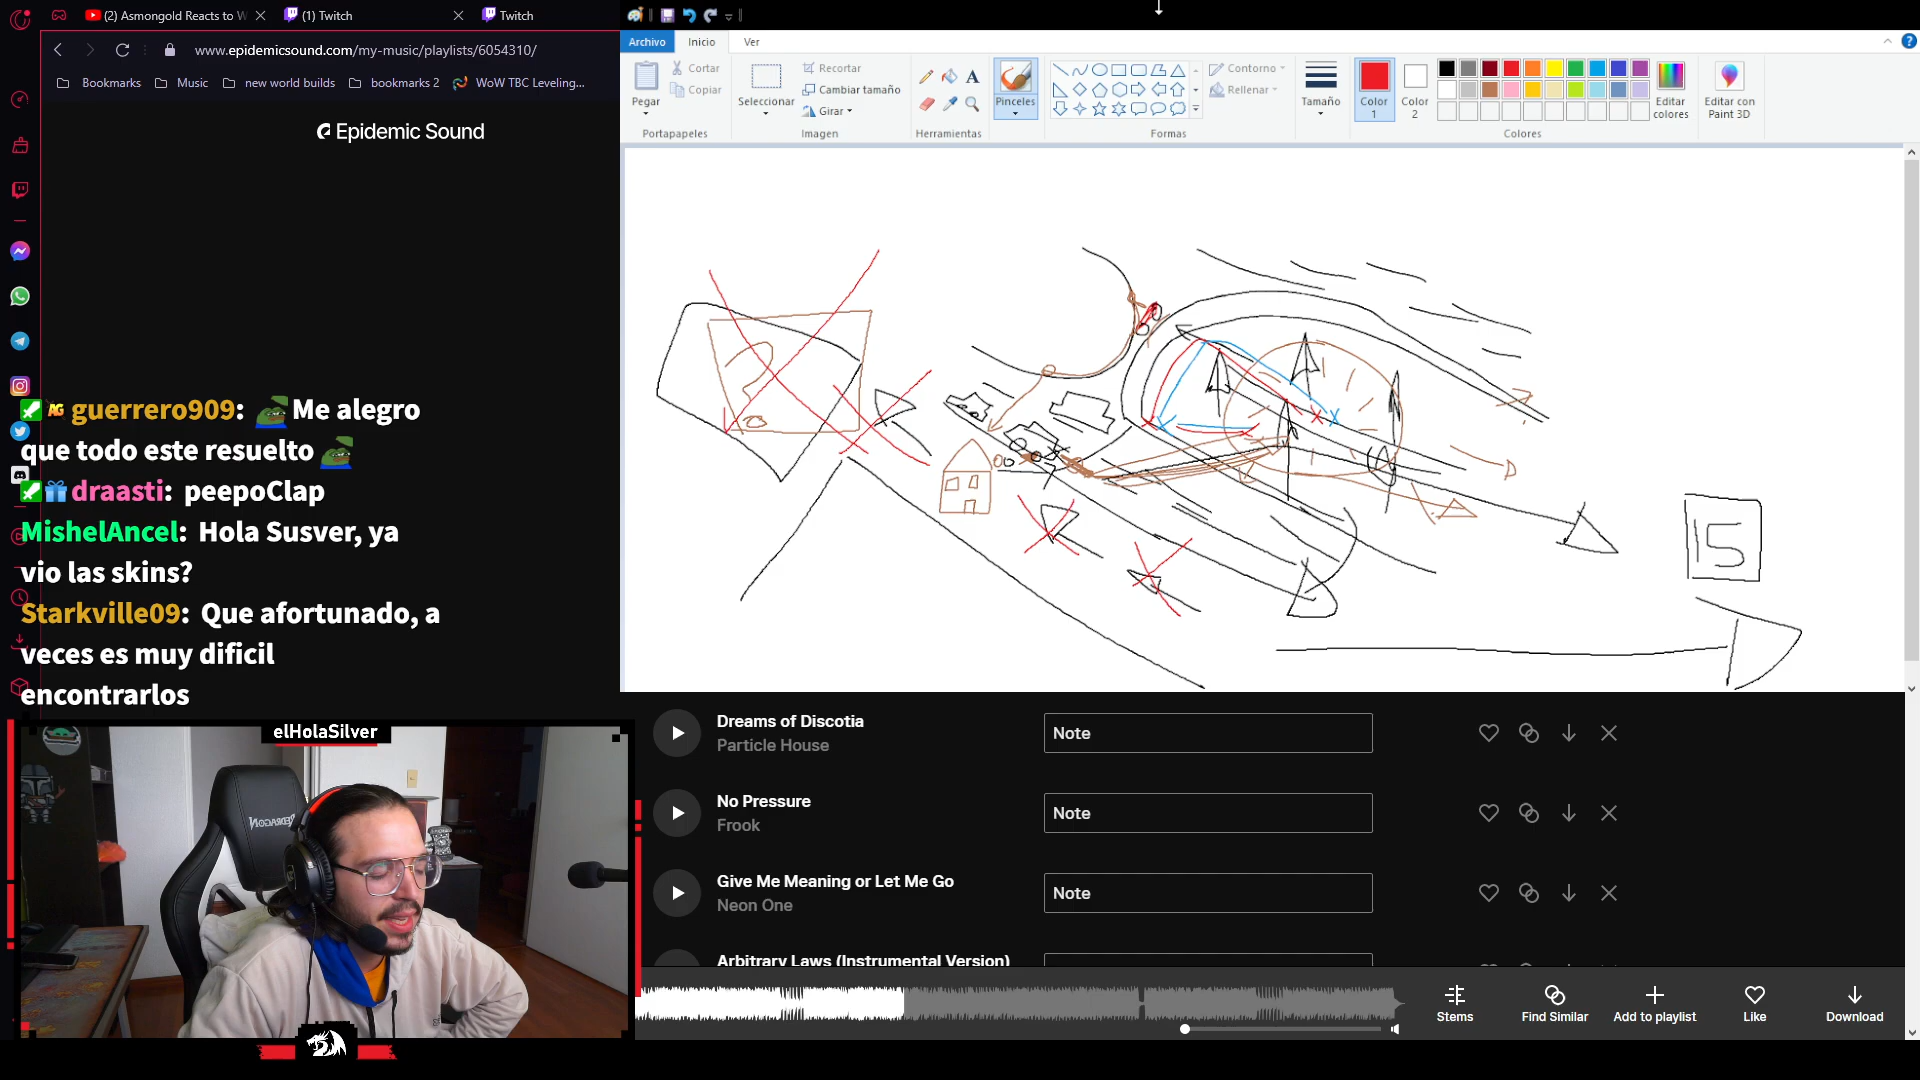 (2) Asmongold Reacts to W
(1) Twitch
Twitch
www.epidemicsound.com/my-music/playlists/6054310/
Bookmarks
Music
new world builds
bookmarks 2
WoW TBC Leveling...
Epidemic Sound
Archivo
Inicio
Ver
Pegar
Cortar
Copiar
Portapapeles
Seleccionar
Recortar
Cambiar tamaño
Girar
Imagen
Herramientas
Pinceles
Contorno
Rellenar
Formas
Tamaño
Color
1
Color
2
Editar
colores
Editar con
Paint 3D
Colores
15
guerrero909: Me alegro
que todo este resuelto
draasti: peepoClap
MishelAncel: Hola Susver, ya
vio las skins?
Starkville09: Que afortunado, a
veces es muy dificil
encontrarlos
elHolaSilver
Dreams of Discotia
Particle House
Note
No Pressure
Frook
Note
Give Me Meaning or Let Me Go
Neon One
Note
Arbitrary Laws (Instrumental Version)
Stems
Find Similar
Add to playlist
Like
Download